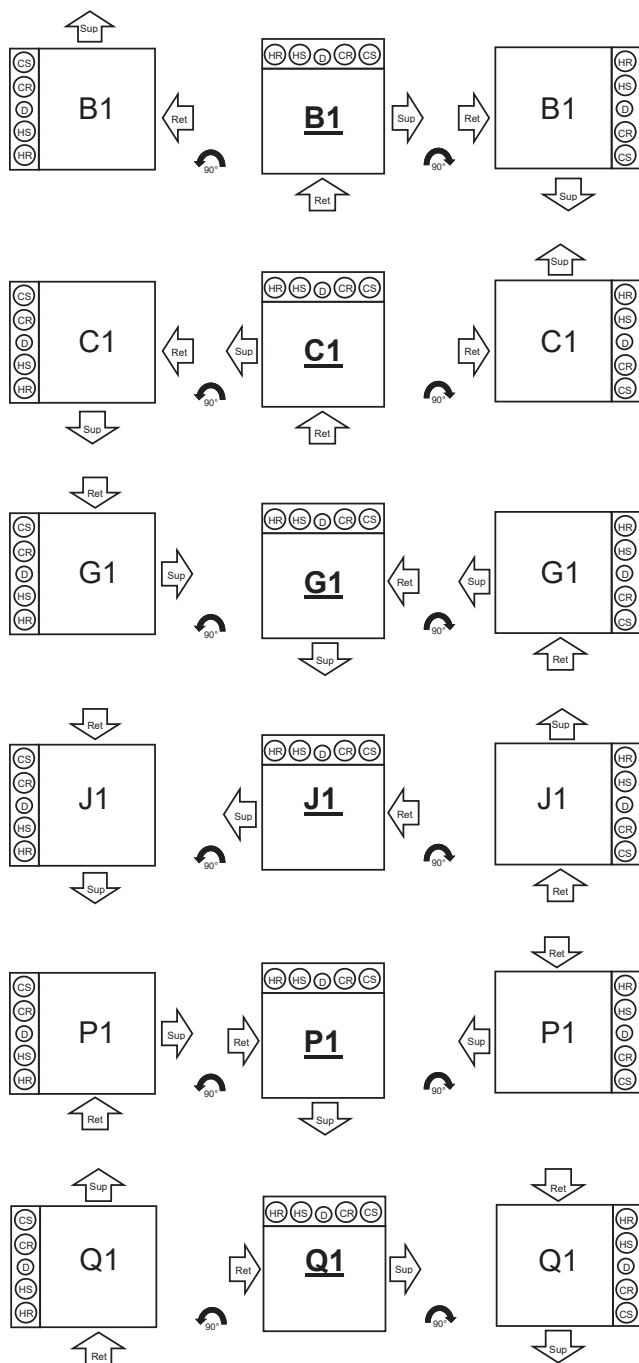 Sup
CS
CR
D
HS
HR
B1
Ret
90°
HR HS D CR CS
B1
Sup
Ret
90°
Ret
B1
HR
HS
D
CR
CS
Sup
CS
CR
D
HS
HR
C1
Ret
Sup
90°
HR HS D CR CS
Sup
C1
Ret
90°
Sup
Ret
C1
HR
HS
D
CR
CS
Ret
CS
CR
D
HS
HR
G1
Sup
90°
HR HS D CR CS
G1
Ret
Sup
90°
Sup
G1
HR
HS
D
CR
CS
Ret
Ret
CS
CR
D
HS
HR
J1
Sup
90°
HR HS D CR CS
Sup
J1
Ret
90°
Sup
J1
HR
HS
D
CR
CS
Ret
CS
CR
D
HS
HR
P1
Sup
Ret
90°
HR HS D CR CS
Ret
P1
Sup
90°
Ret
Sup
P1
HR
HS
D
CR
CS
Sup
CS
CR
D
HS
HR
Q1
Ret
90°
HR HS D CR CS
Ret
Q1
Sup
90°
Ret
Q1
HR
HS
D
CR
CS
Sup